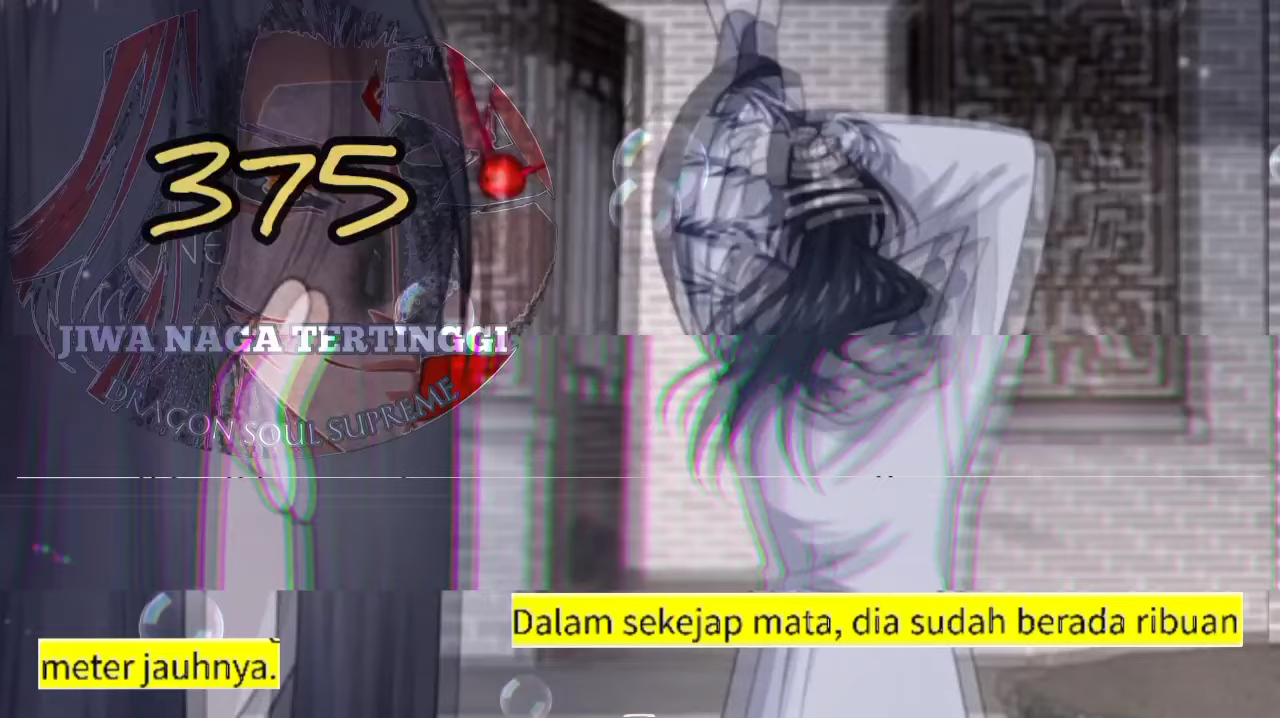 375
JIWA NAGA TERTINGGI
DRAGON SOUL SUPREME
Dalam sekejap mata, dia sudah berada ribuan
meter jauhnya.